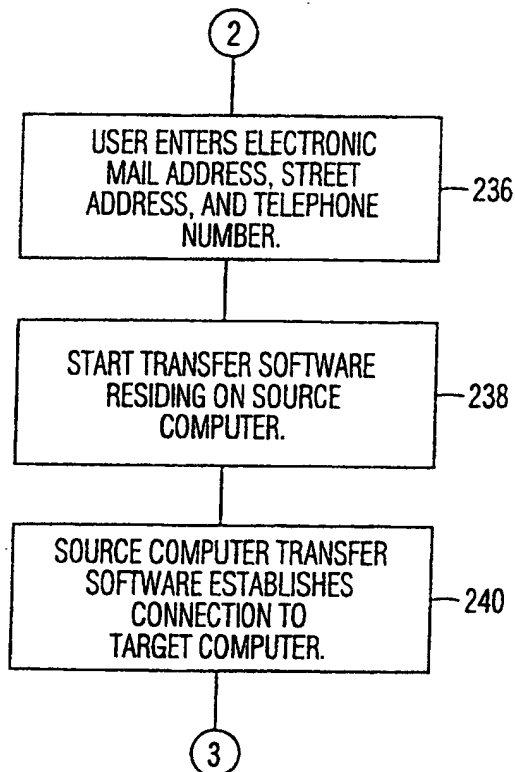 2
USER ENTERS ELECTRONIC
MAIL ADDRESS, STREET
ADDRESS, AND TELEPHONE
NUMBER.
236
START TRANSFER SOFTWARE
RESIDING ON SOURCE
COMPUTER.
238
SOURCE COMPUTER TRANSFER
SOFTWARE ESTABLISHES
CONNECTION TO
TARGET COMPUTER.
240
3